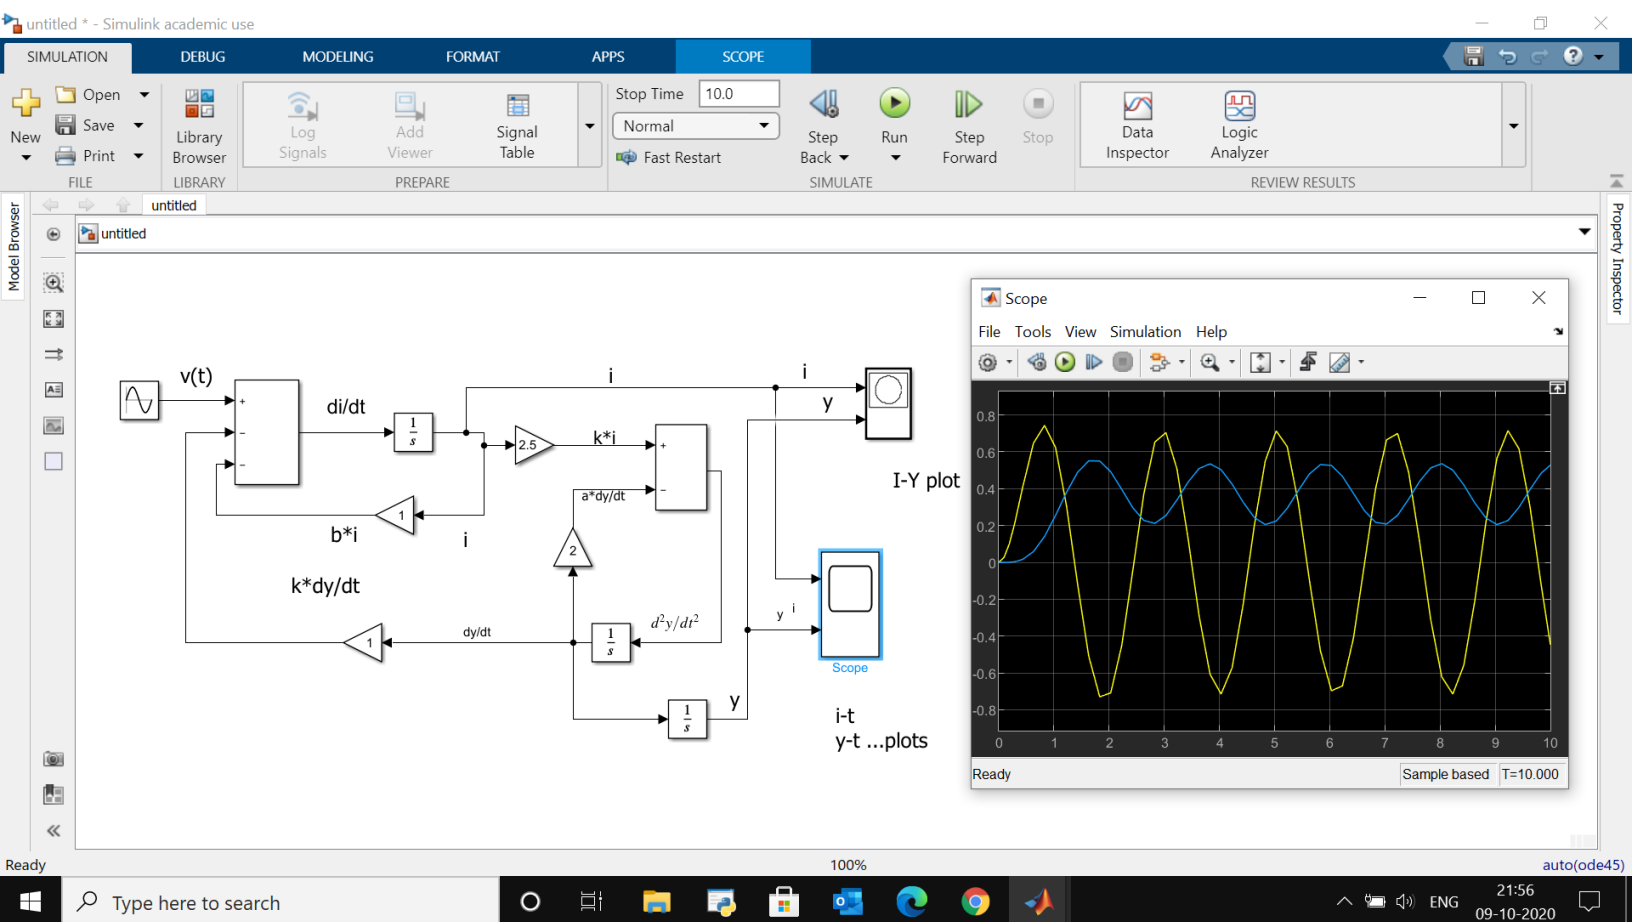 untitled * - Simulink academic use
SIMULATION DEBUG MODELING FORMAT APPS SCOPE
New
Open
Save
Print
FILE
Library Browser
LIBRARY
Log Signals
Add Viewer
Signal Table
PREPARE
Stop Time 10.0
Normal
Fast Restart
Step Back
Run
Step Forward
Stop
SIMULATE
Data Inspector
Logic Analyzer
REVIEW RESULTS
Model Browser
Property Inspector
untitled
untitled
v(t)
+
−
−
di/dt
1
s
i
i
2.5
k*i
+
−
y
I-Y plot
a*dy/dt
1
b*i
i
2
k*dy/dt
1
dy/dt
1
s
d²y/dt²
y
i
Scope
1
s
y
i-t
y-t ...plots
Scope
File Tools View Simulation Help
0.8
0.6
0.4
0.2
0
-0.2
-0.4
-0.6
-0.8
0 1 2 3 4 5 6 7 8 9 10
Ready Sample based T=10.000
Ready 100% auto(ode45)
Type here to search
ENG
21:56
09-10-2020